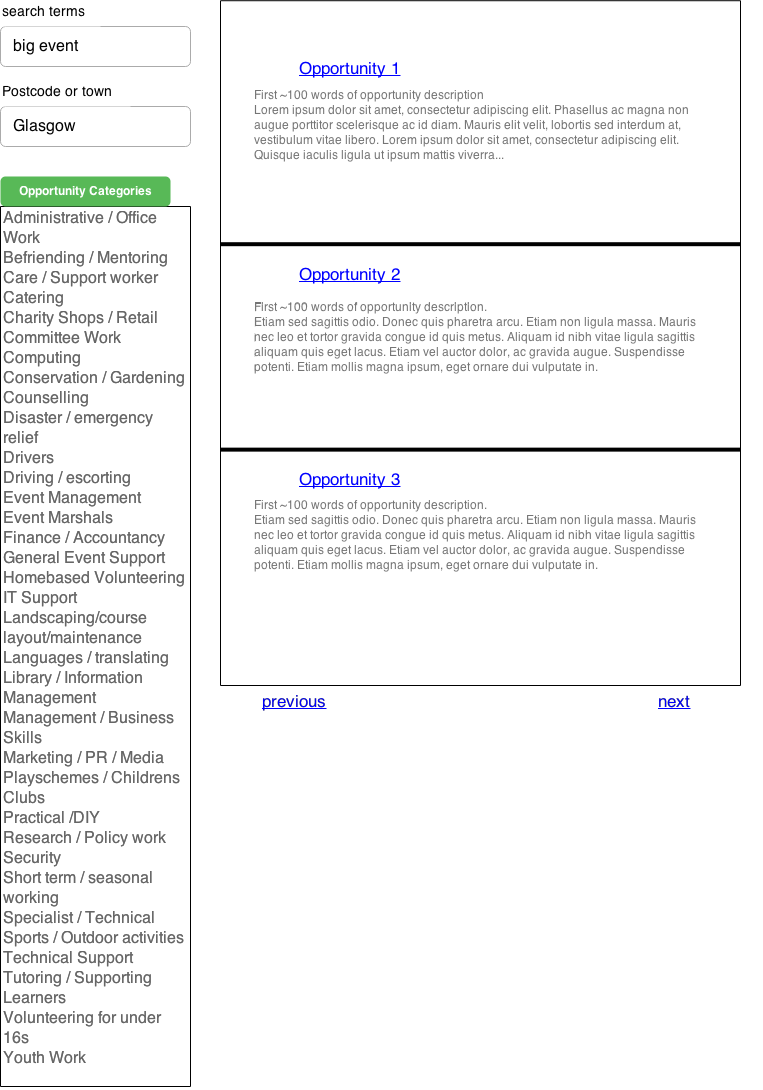 search terms
big event
Postcode or town
Glasgow
Opportunity Categories
Administrative / Office
Work
Befriending / Mentoring
Care / Support worker
Catering
Charity Shops / Retail
Committee Work
Computing
Conservation / Gardening
Counselling
Disaster / emergency
relief
Drivers
Driving / escorting
Event Management
Event Marshals
Finance / Accountancy
General Event Support
Homebased Volunteering
IT Support
Landscaping/course
layout/maintenance
Languages / translating
Library / Information
Management
Management / Business
Skills
Marketing / PR / Media
Playschemes / Childrens
Clubs
Practical /DIY
Research / Policy work
Security
Short term / seasonal
working
Specialist / Technical
Sports / Outdoor activities
Technical Support
Tutoring / Supporting
Learners
Volunteering for under
16s
Youth Work
Opportunity 1
First ~100 words of opportunity description
Lorem ipsum dolor sit amet, consectetur adipiscing elit. Phasellus ac magna non
augue porttitor scelerisque ac id diam. Mauris elit velit, lobortis sed interdum at,
vestibulum vitae libero. Lorem ipsum dolor sit amet, consectetur adipiscing elit.
Quisque iaculis ligula ut ipsum mattis viverra...
Opportunity 2
First ~100 words of opportunity description.
Etiam sed sagittis odio. Donec quis pharetra arcu. Etiam non ligula massa. Mauris
nec leo et tortor gravida congue id quis metus. Aliquam id nibh vitae ligula sagittis
aliquam quis eget lacus. Etiam vel auctor dolor, ac gravida augue. Suspendisse
potenti. Etiam mollis magna ipsum, eget ornare dui vulputate in.
Opportunity 3
First ~100 words of opportunity description.
Etiam sed sagittis odio. Donec quis pharetra arcu. Etiam non ligula massa. Mauris
nec leo et tortor gravida congue id quis metus. Aliquam id nibh vitae ligula sagittis
aliquam quis eget lacus. Etiam vel auctor dolor, ac gravida augue. Suspendisse
potenti. Etiam mollis magna ipsum, eget ornare dui vulputate in.
previous
next